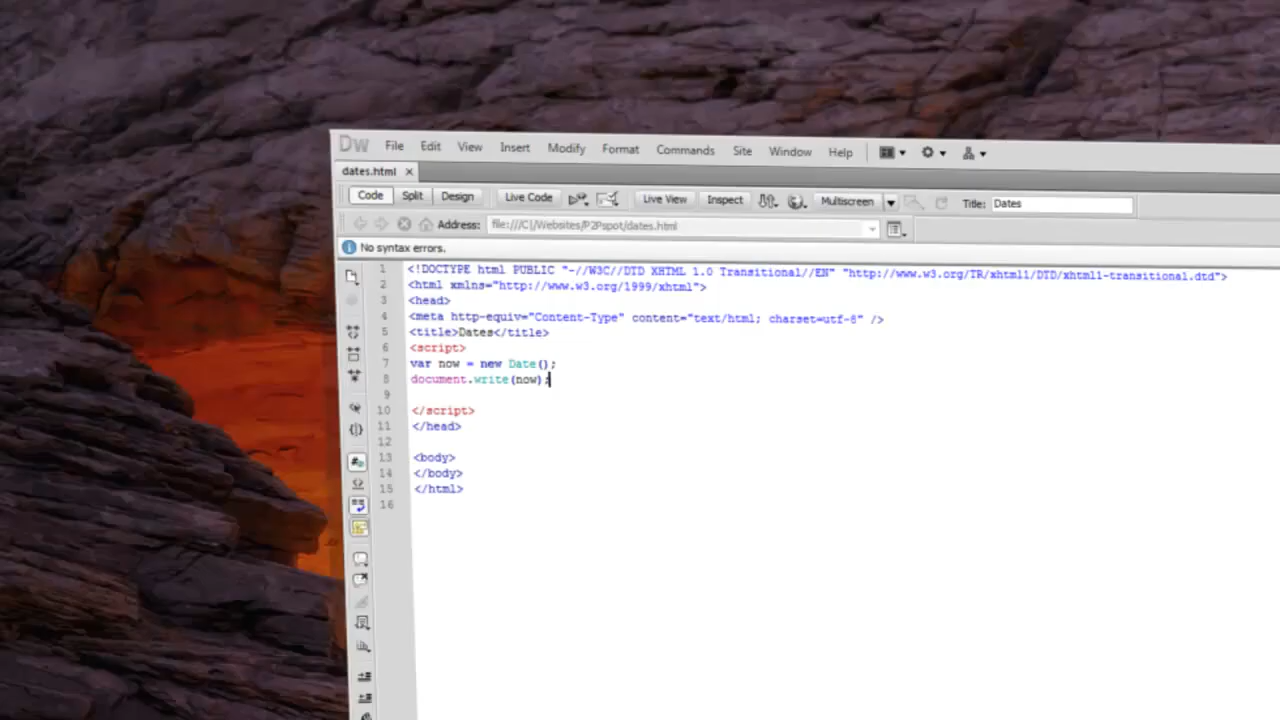 Dw File Edit View Insert Modify Format Commands Site Window Help
dates.html
Code Split Design Live Code Live View Inspect Multiscreen Title: Dates
Address: file:///C|/Websites/P2Pspot/dates.html
No syntax errors.
1 <!DOCTYPE html PUBLIC "-//W3C//DTD XHTML 1.0 Transitional//EN" "http://www.w3.org/TR/xhtml1/DTD/xhtml1-transitional.dtd">
2 <html xmlns="http://www.w3.org/1999/xhtml">
3 <head>
4 <meta http-equiv="Content-Type" content="text/html; charset=utf-8" />
5 <title>Dates</title>
6 <script>
7 var now = new Date();
8 document.write(now);
9
10 </script>
11 </head>
12
13 <body>
14 </body>
15 </html>
16